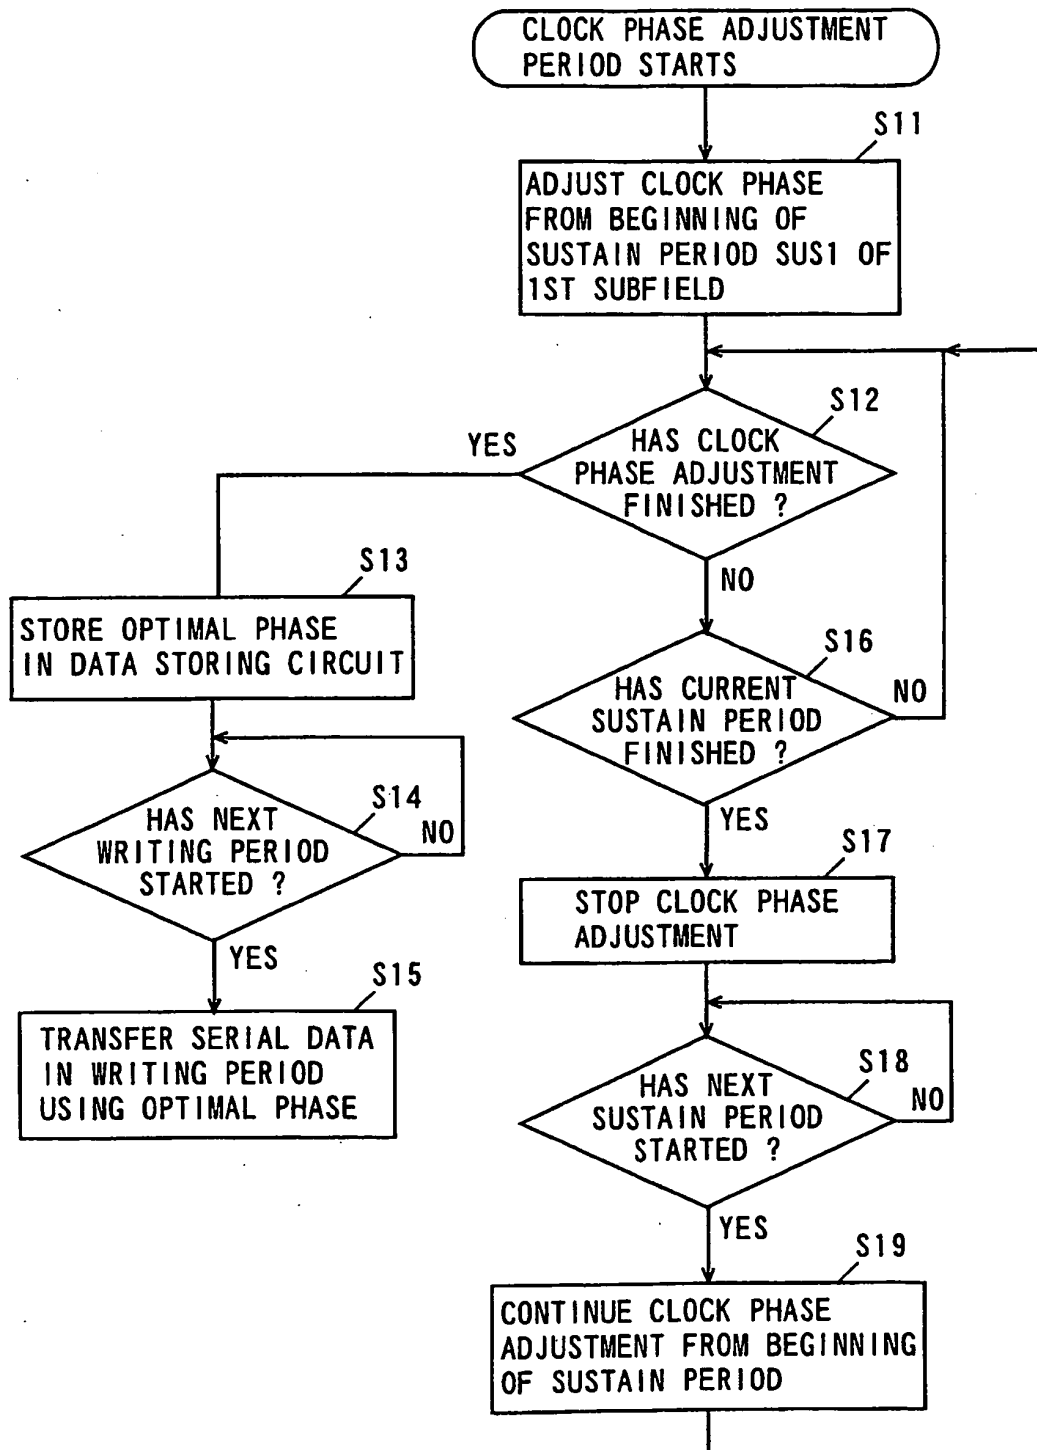 CLOCK PHASE ADJUSTMENT
PERIOD STARTS
S11
ADJUST CLOCK PHASE
FROM BEGINNING OF
SUSTAIN PERIOD SUS1 OF
1ST SUBFIELD
S12
YES
HAS CLOCK
PHASE ADJUSTMENT
FINISHED ?
NO
S13
STORE OPTIMAL PHASE
IN DATA STORING CIRCUIT
S16
HAS CURRENT
SUSTAIN PERIOD
FINISHED ?
NO
YES
S14
HAS NEXT
WRITING PERIOD
STARTED ?
NO
YES
S17
STOP CLOCK PHASE
ADJUSTMENT
S15
TRANSFER SERIAL DATA
IN WRITING PERIOD
USING OPTIMAL PHASE
S18
HAS NEXT
SUSTAIN PERIOD
STARTED ?
NO
YES
S19
CONTINUE CLOCK PHASE
ADJUSTMENT FROM BEGINNING
OF SUSTAIN PERIOD